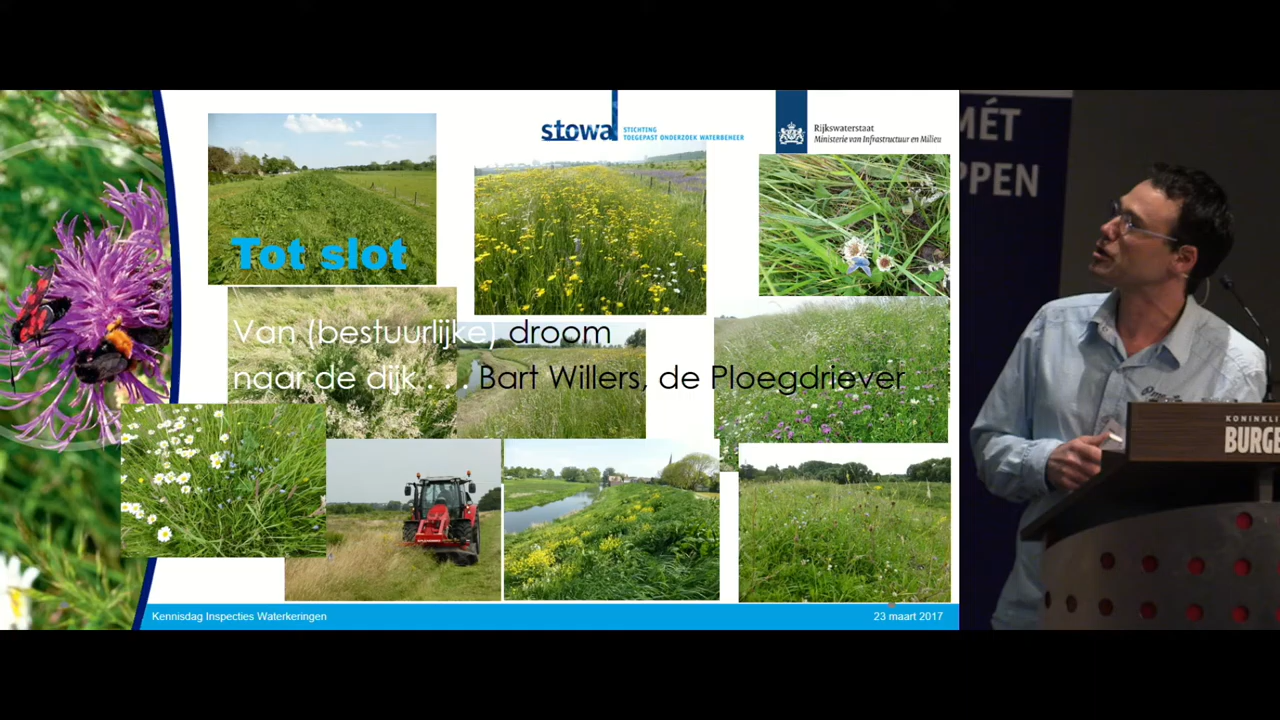 stowa
STICHTING
TOEGEPAST ONDERZOEK WATERBEHEER
Rijkswaterstaat
Ministerie van Infrastructuur en Milieu
MÉT
PPEN
Tot slot
Van (bestuurlijke) droom
naar de dijk. . . . Bart Willers, de Ploegdriever
KONINKLI
BURGE
Kennisdag Inspecties Waterkeringen
23 maart 2017